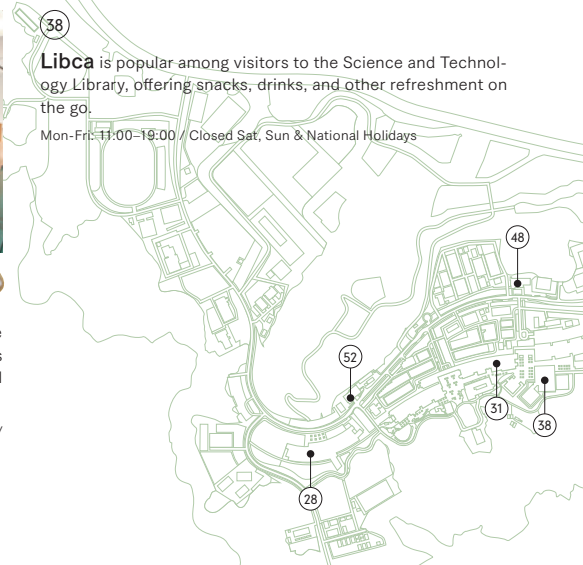 38
Libca is popular among visitors to the Science and Technol-
ogy Library, offering snacks, drinks, and other refreshment on
the go.
Mon-Fri: 11:00–19:00 / Closed Sat, Sun & National Holidays
48
52
31
38
28